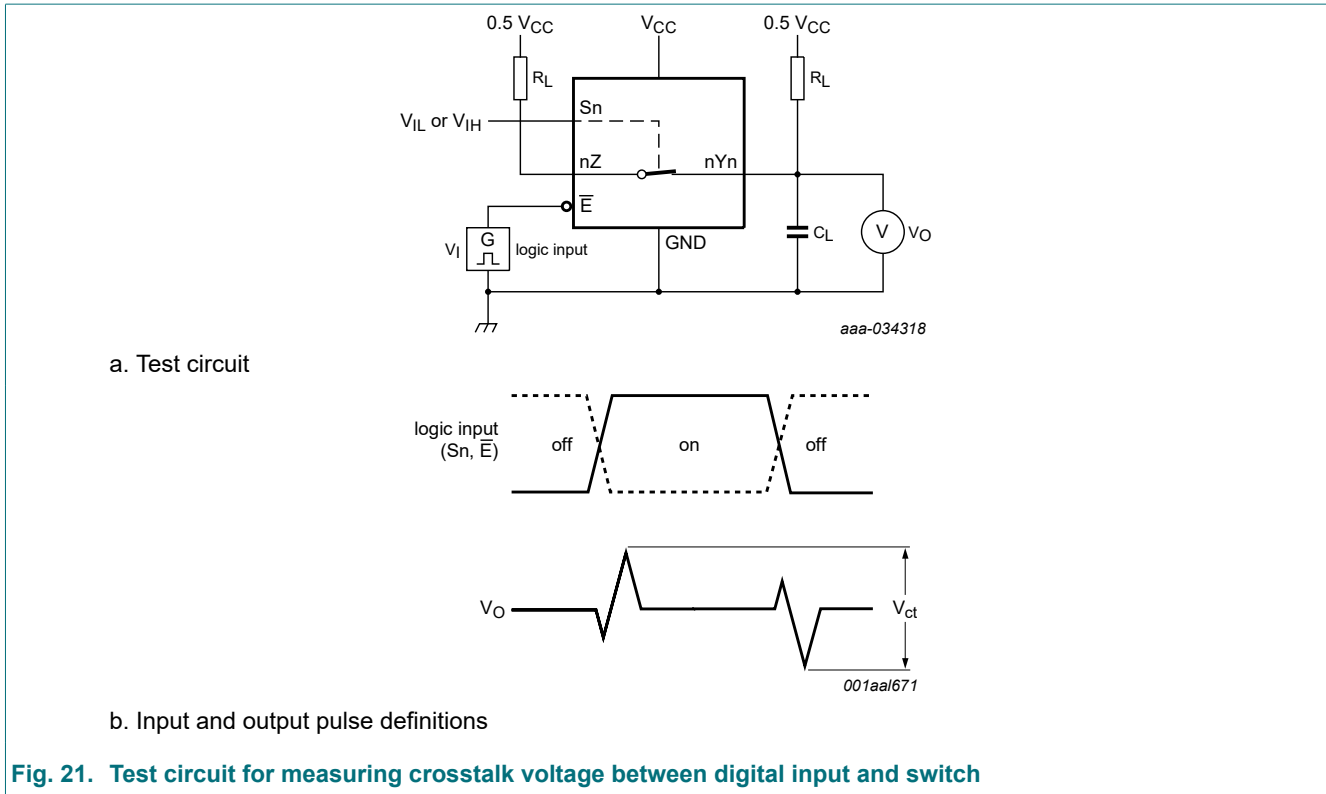 0.5 VCC VCC 0.5 VCC
RL RL
Sn
VIL or VIH
nZ nYn
E̅
VI G logic input
GND
CL V VO
aaa-034318
a. Test circuit
logic input
(Sn, E̅)
off on off
VO
Vct
001aal671
b. Input and output pulse definitions
Fig. 21. Test circuit for measuring crosstalk voltage between digital input and switch